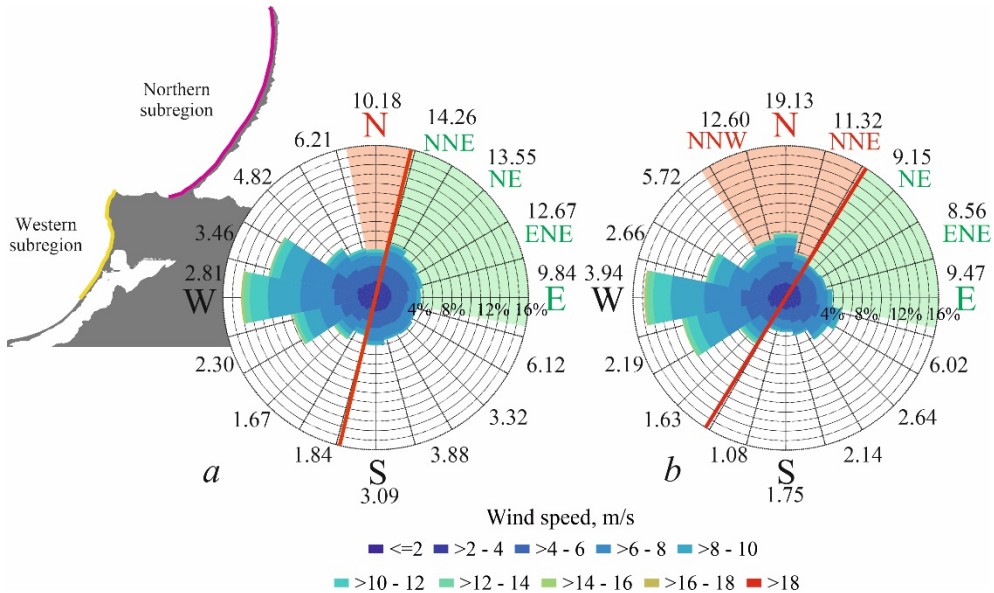 Northern
subregion
Western
subregion
10.18
N
14.26
NNE
13.55
NE
12.67
ENE
9.84
E
6.12
3.32
3.88
S
3.09
1.84
1.67
2.30
2.81
W
3.46
4.82
6.21
4% 8% 12% 16%
a
19.13
N
11.32
NNE
9.15
NE
8.56
ENE
9.47
E
6.02
2.64
2.14
S
1.75
1.08
1.63
2.19
3.94
W
2.66
5.72
12.60
NNW
4% 8% 12% 16%
b
Wind speed, m/s
<=2 >2 - 4 >4 - 6 >6 - 8 >8 - 10
>10 - 12 >12 - 14 >14 - 16 >16 - 18 >18